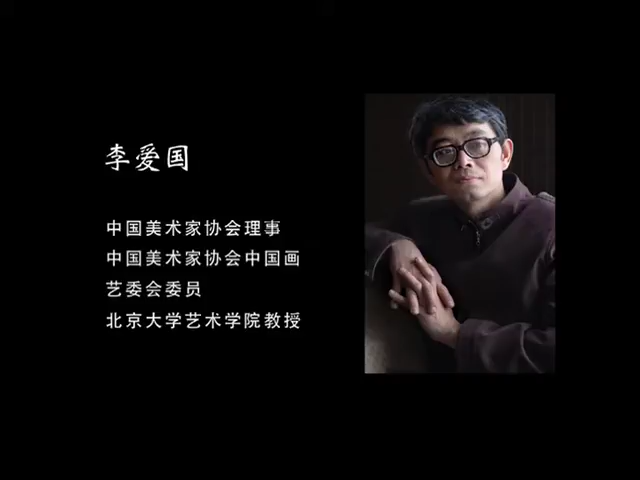 李爱国
中国美术家协会理事
中国美术家协会中国画
艺委会委员
北京大学艺术学院教授